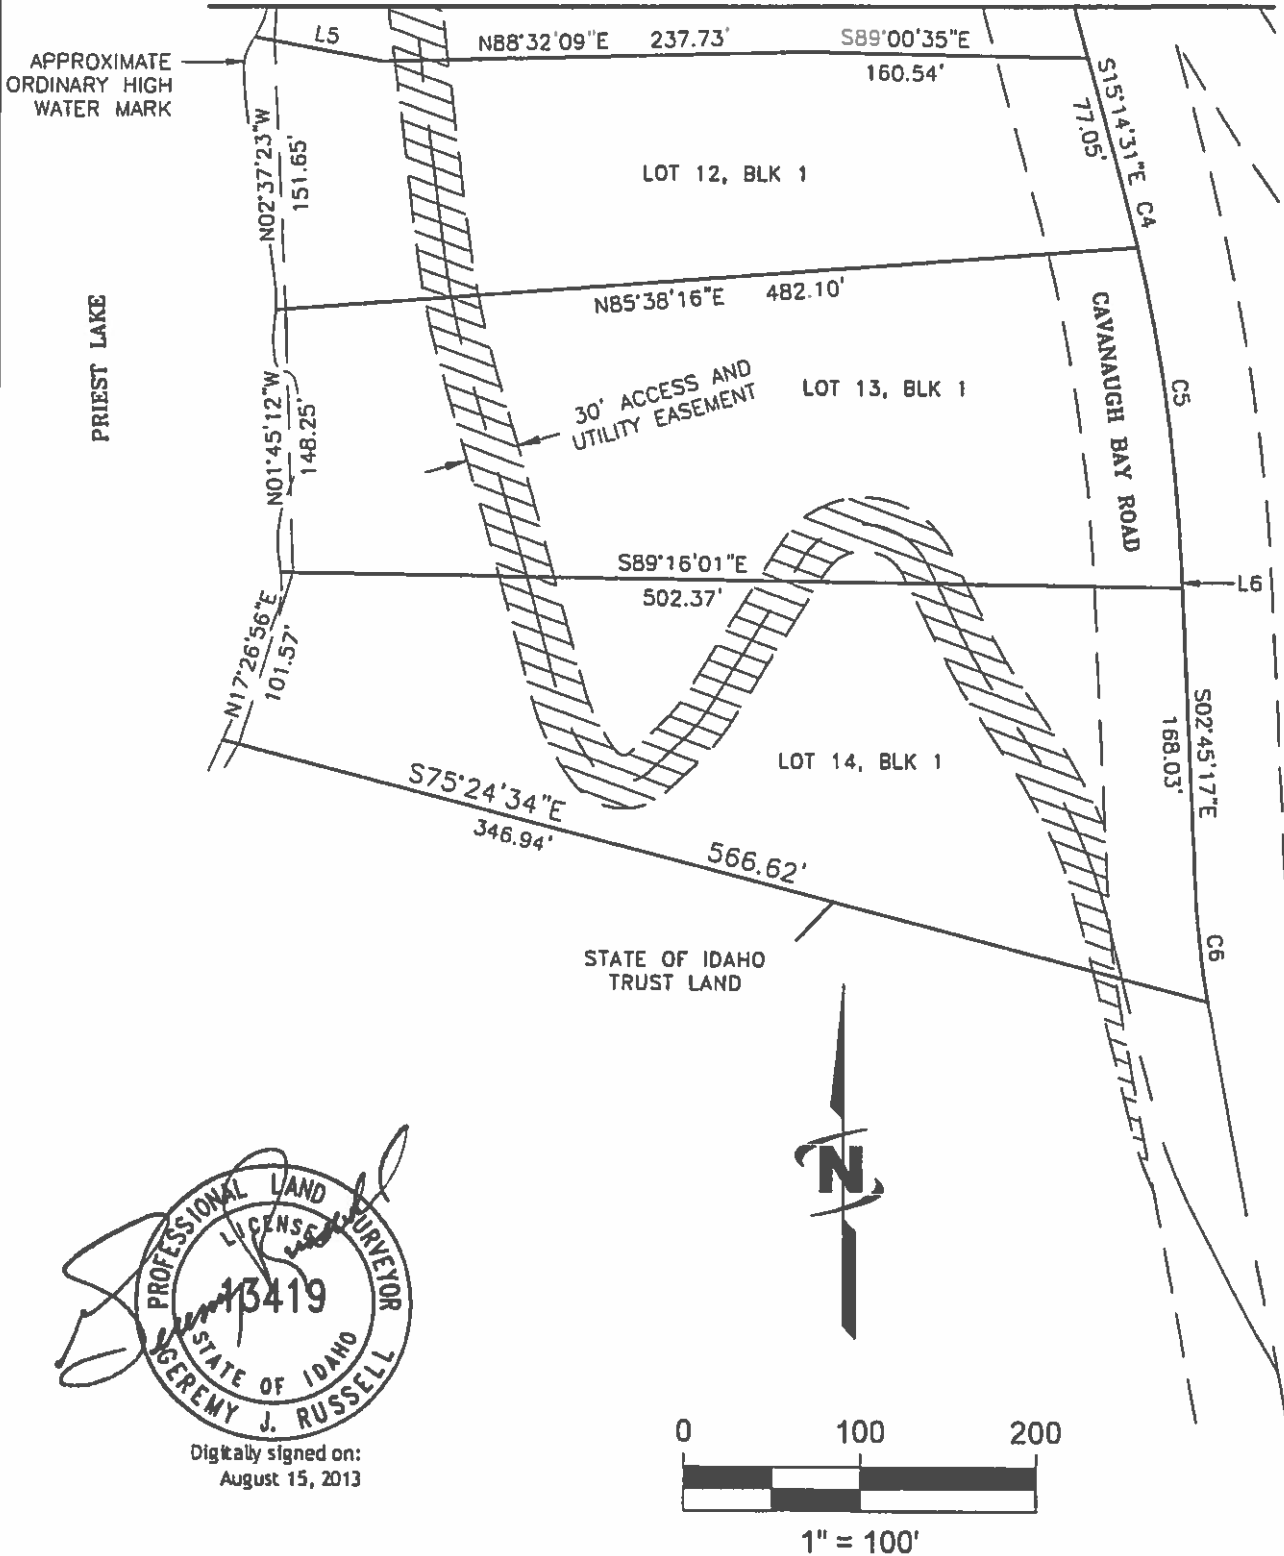 L5
N88°32'09"E 237.73'
S89°00'35"E
160.54'
APPROXIMATE
ORDINARY HIGH
WATER MARK
N02°37'23"W
151.65'
S15°14'31"E
77.05'
C4
LOT 12, BLK 1
N85°38'16"E 482.10'
PRIEST LAKE
CAVANAUGH BAY ROAD
C5
N01°45'12"W
148.25'
30' ACCESS AND
UTILITY EASEMENT
LOT 13, BLK 1
S89°16'01"E
502.37'
L6
N17°26'56"E
101.57'
S02°45'17"E
168.03'
LOT 14, BLK 1
S75°24'34"E
346.94'
566.62'
C6
STATE OF IDAHO
TRUST LAND
N
PROFESSIONAL LAND SURVEYOR
LICENSE
13419
STATE OF IDAHO
GEREMY J. RUSSELL
Digitally signed on:
August 15, 2013
0 100 200
1" = 100'